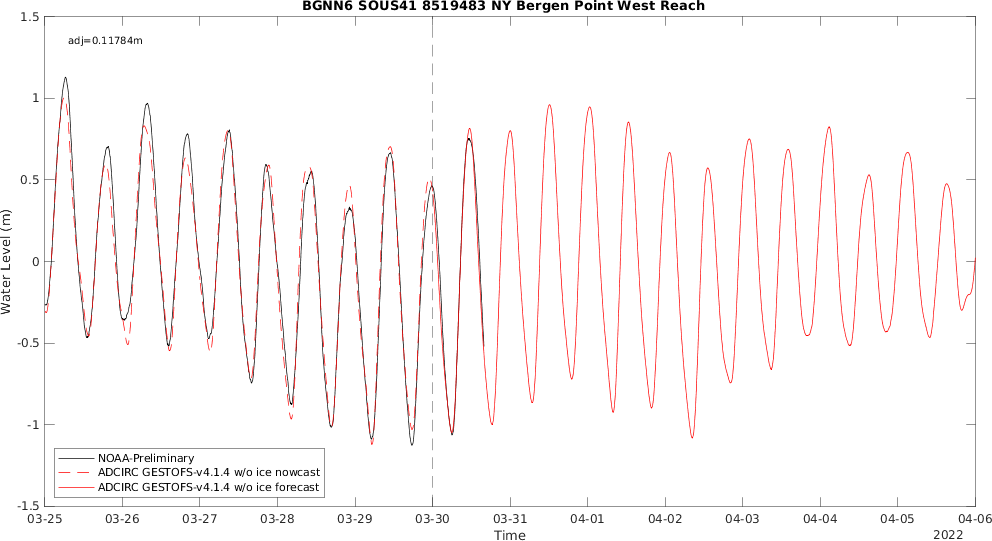 BGNN6 SOUS41 8519483 NY Bergen Point West Reach
adj=0.11784m
Water Level (m)
1.5
1
0.5
0
-0.5
-1
-1.5
NOAA-Preliminary
ADCIRC GESTOFS-v4.1.4 w/o ice nowcast
ADCIRC GESTOFS-v4.1.4 w/o ice forecast
03-25 03-26 03-27 03-28 03-29 03-30 03-31 04-01 04-02 04-03 04-04 04-05 04-06
Time
2022